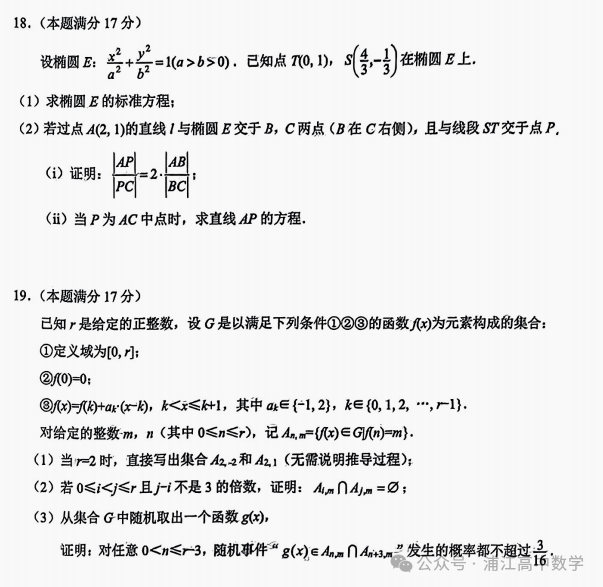 18.（本题满分 17 分）
设椭圆 E: x²/a² + y²/b² =1(a>b>0)．已知点 T(0, 1)，S(4/3, -1/3)在椭圆 E 上．
（1）求椭圆 E 的标准方程；
（2）若过点 A(2, 1)的直线 l 与椭圆 E 交于 B，C 两点（B 在 C 右侧），且与线段 ST 交于点 P．
（i）证明：|AP|/|PC| =2·|AB|/|BC|；
（ii）当 P 为 AC 中点时，求直线 AP 的方程．
19.（本题满分 17 分）
已知 r 是给定的正整数，设 G 是以满足下列条件①②③的函数 f(x)为元素构成的集合：
①定义域为[0, r]；
②f(0)=0；
③f(x)=f(k)+aₖ·(x−k)，k<x≤k+1，其中 aₖ∈{−1, 2}，k∈{0, 1, 2, ⋯, r−1}．
对给定的整数 m，n（其中 0≤n≤r），记 Aₙ,ₘ={f(x)∈G|f(n)=m}．
（1）当 r=2 时，直接写出集合 A₂,₋₂和 A₂,₁（无需说明推导过程）；
（2）若 0≤i<j≤r 且 j−i 不是 3 的倍数，证明：Aᵢ,ₘ⋂Aⱼ,ₘ=∅；
（3）从集合 G 中随机取出一个函数 g(x)，
证明：对任意 0<n≤r−3，随机事件“ g(x)∈Aₙ,ₘ⋂Aₙ₊₃,ₘ ”发生的概率都不超过 3/16．
公众号 · 浦江高中数学